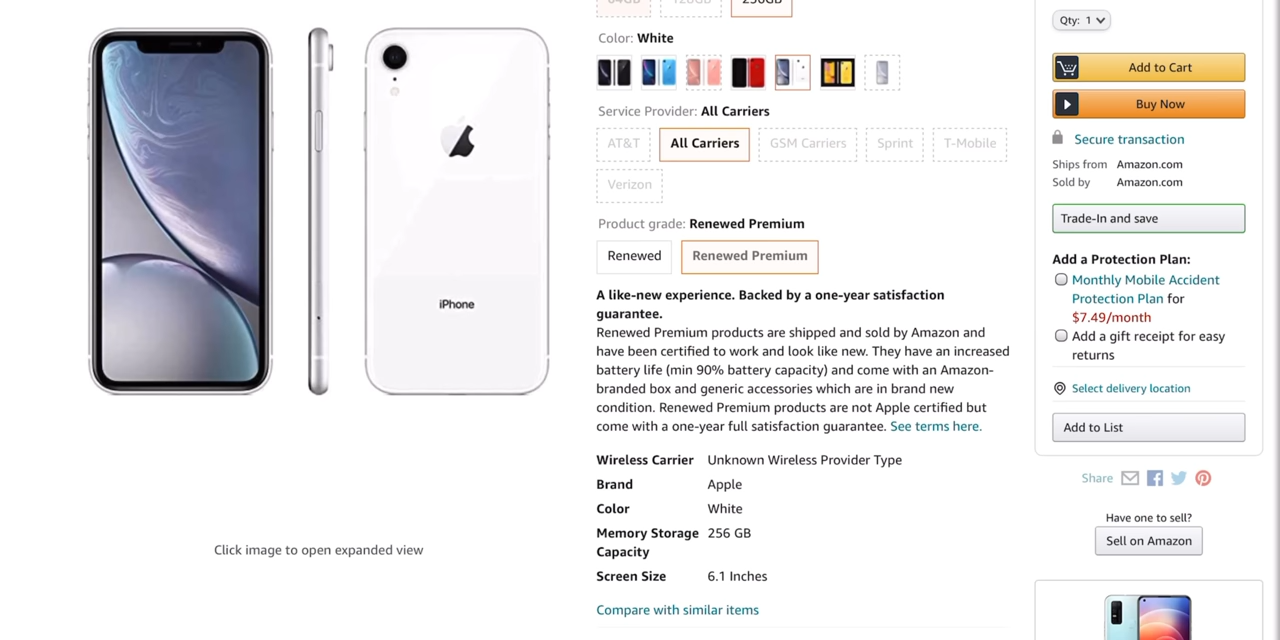 64GB 128GB 256GB
Color: White
Service Provider: All Carriers
AT&T All Carriers GSM Carriers Sprint T-Mobile
Verizon
Product grade: Renewed Premium
Renewed Renewed Premium
A like-new experience. Backed by a one-year satisfaction
guarantee.
Renewed Premium products are shipped and sold by Amazon and
have been certified to work and look like new. They have an increased
battery life (min 90% battery capacity) and come with an Amazon-
branded box and generic accessories which are in brand new
condition. Renewed Premium products are not Apple certified but
come with a one-year full satisfaction guarantee. See terms here.
Wireless Carrier Unknown Wireless Provider Type
Brand Apple
Color White
Memory Storage 256 GB
Capacity
Screen Size 6.1 Inches
Compare with similar items
iPhone
Click image to open expanded view
Qty: 1
Add to Cart
Buy Now
Secure transaction
Ships from Amazon.com
Sold by Amazon.com
Trade-In and save
Add a Protection Plan:
Monthly Mobile Accident
Protection Plan for
$7.49/month
Add a gift receipt for easy
returns
Select delivery location
Add to List
Share
Have one to sell?
Sell on Amazon